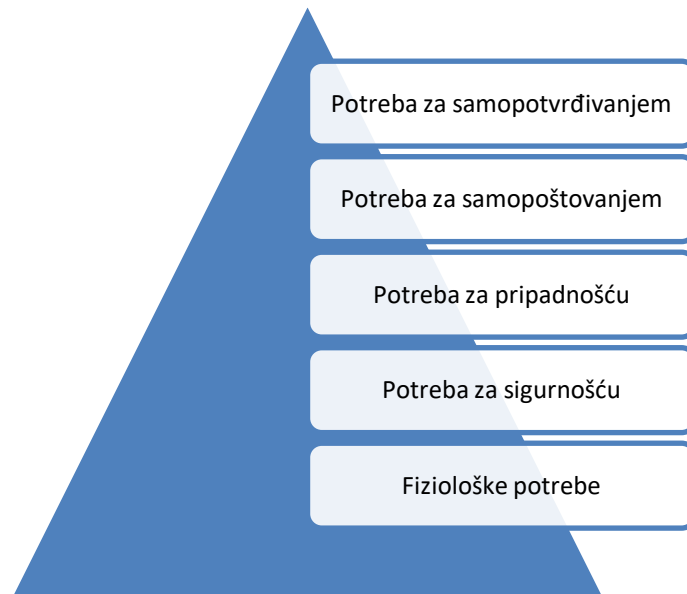 Potreba za samopotvrđivanjem
Potreba za samopoštovanjem
Potreba za pripadnošću
Potreba za sigurnošću
Fiziološke potrebe